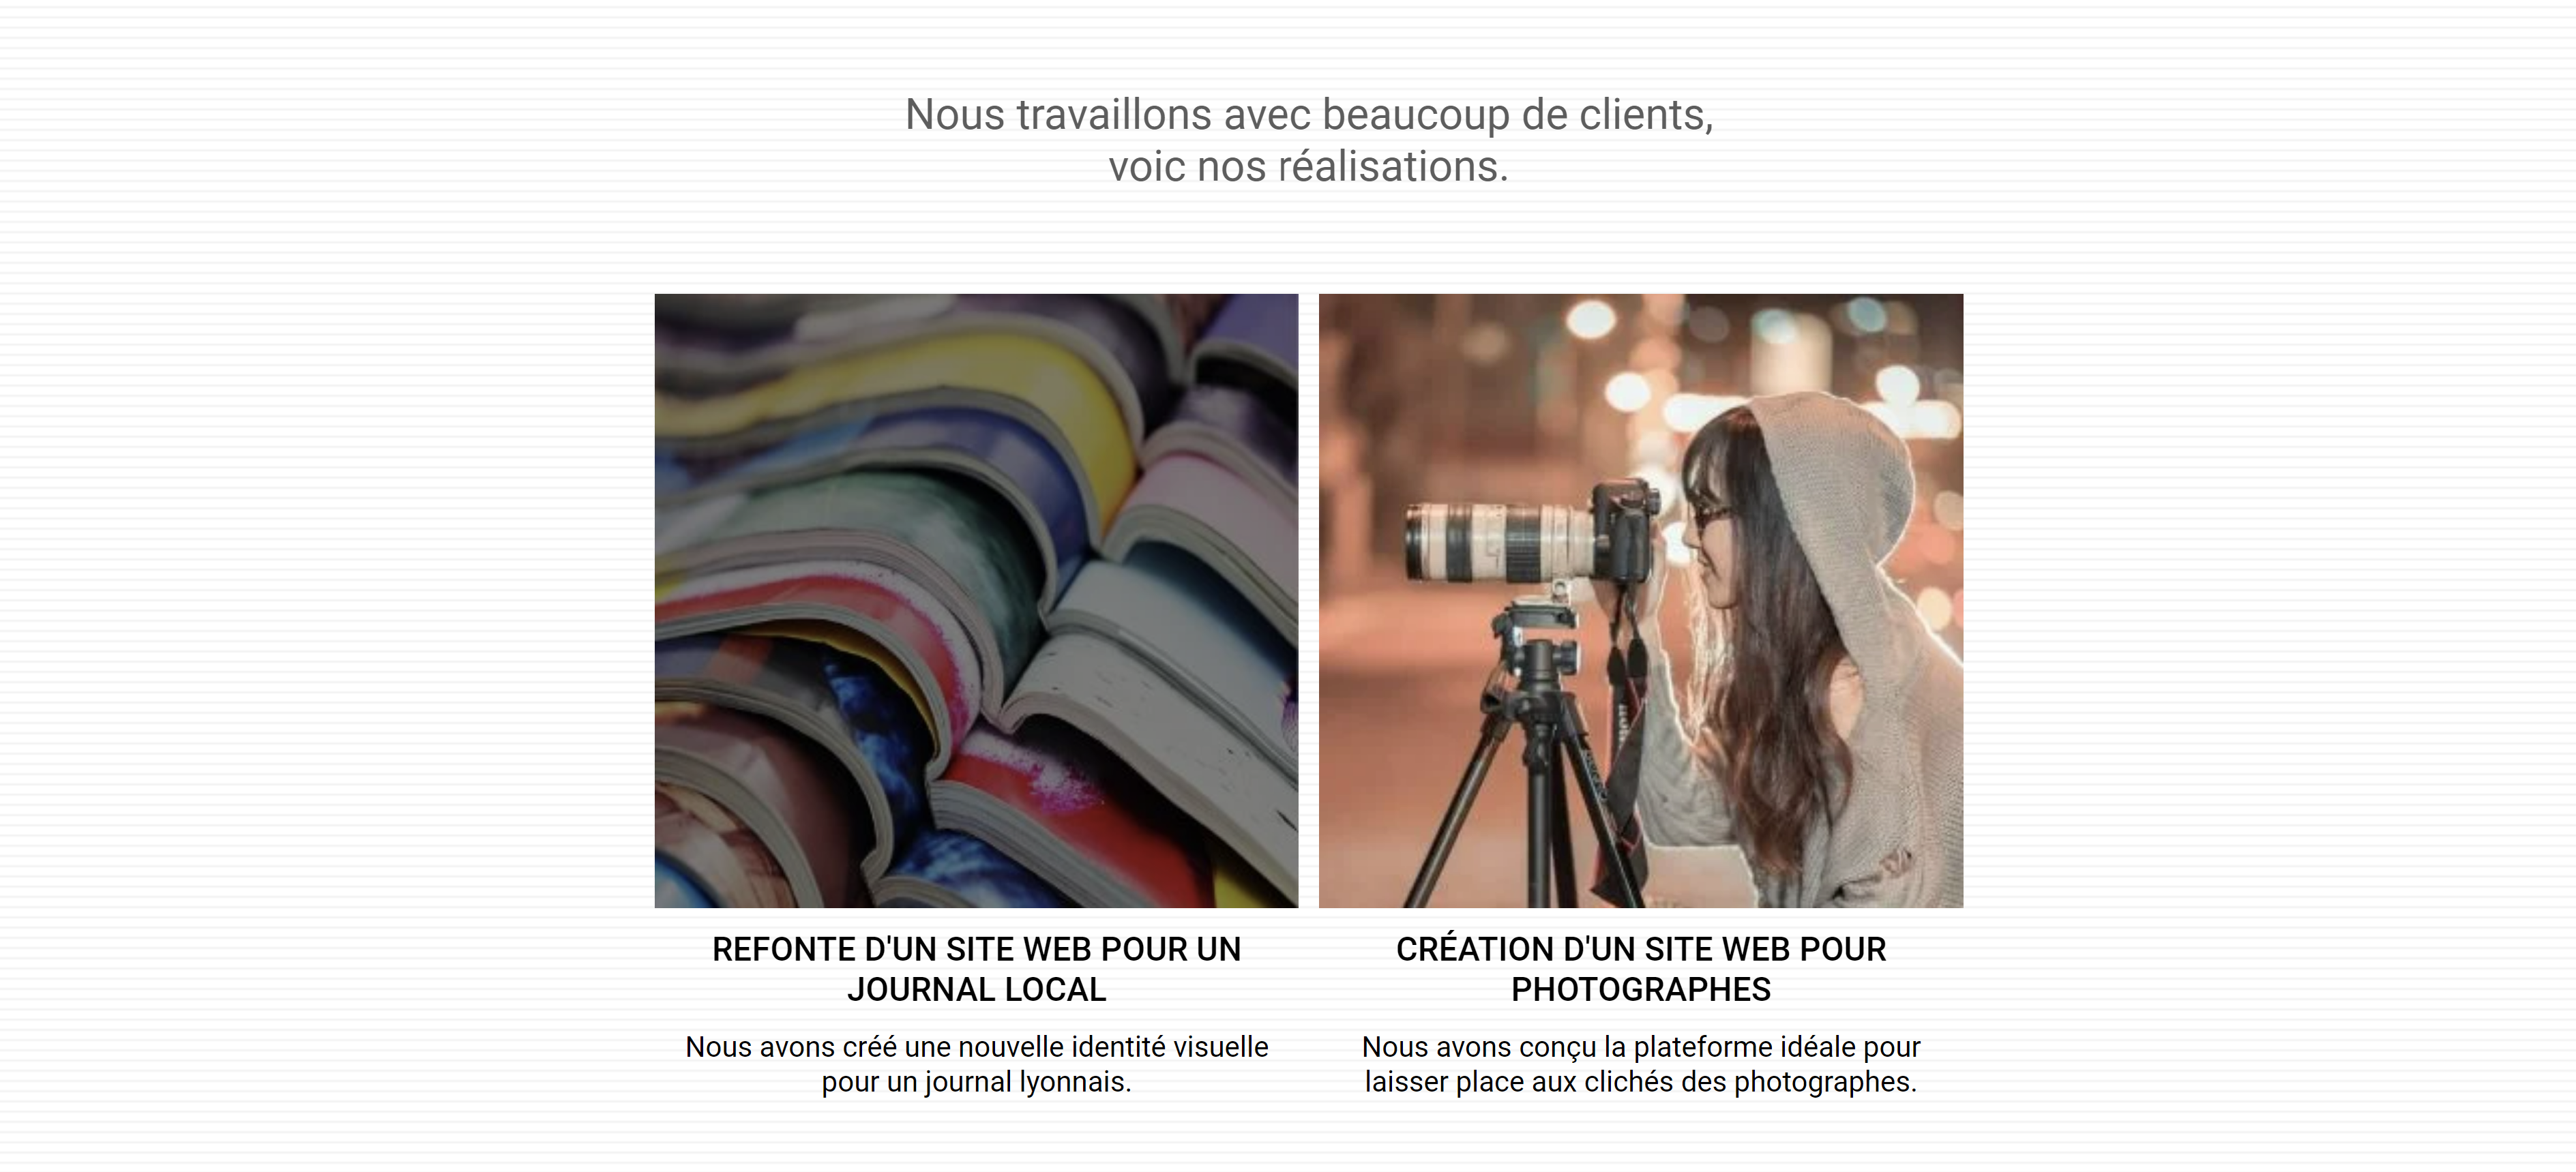 Nous travaillons avec beaucoup de clients,
voic nos réalisations.
REFONTE D'UN SITE WEB POUR UN
JOURNAL LOCAL
Nous avons créé une nouvelle identité visuelle
pour un journal lyonnais.
CRÉATION D'UN SITE WEB POUR
PHOTOGRAPHES
Nous avons conçu la plateforme idéale pour
laisser place aux clichés des photographes.